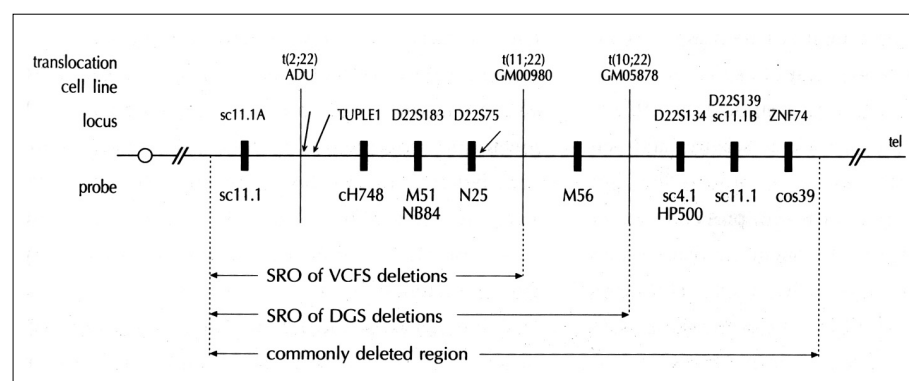 translocation
cell line
t(2;22)
ADU
t(11;22)
GM00980
t(10;22)
GM05878
locus
sc11.1A
TUPLE1
D22S183
D22S75
D22S134
D22S139
sc11.1B
ZNF74
tel
probe
sc11.1
cH748
M51
NB84
N25
M56
sc4.1
HP500
sc11.1
cos39
SRO of VCFS deletions
SRO of DGS deletions
commonly deleted region